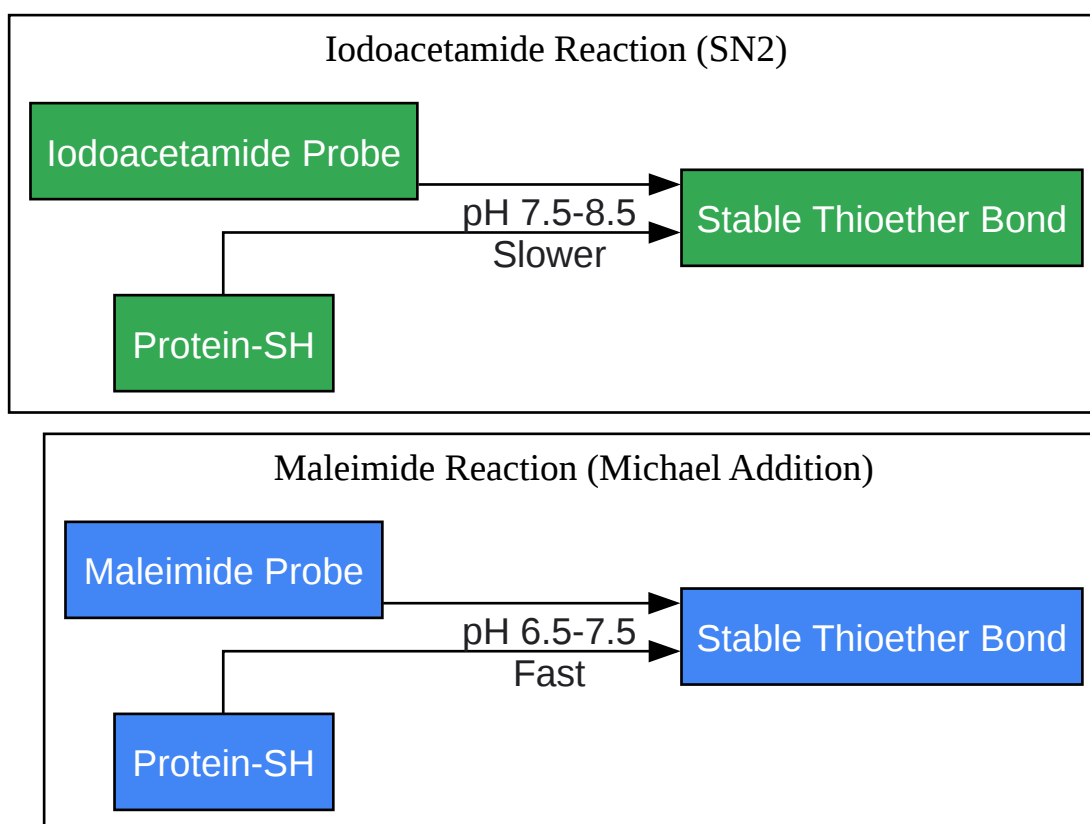 Iodoacetamide Reaction (SN2)
Iodoacetamide Probe
pH 7.5-8.5
Slower
Stable Thioether Bond
Protein-SH
Maleimide Reaction (Michael Addition)
Maleimide Probe
pH 6.5-7.5
Fast
Stable Thioether Bond
Protein-SH